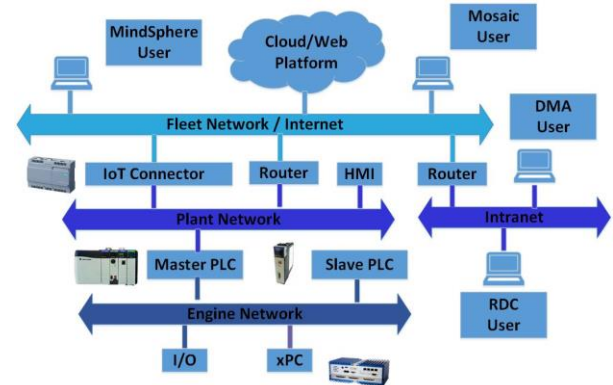 MindSphere
User
Cloud/Web
Platform
Mosaic
User
Fleet Network / Internet
DMA
User
IoT Connector
Router
HMI
Router
Plant Network
Intranet
Master PLC
Slave PLC
RDC
User
Engine Network
I/O
xPC